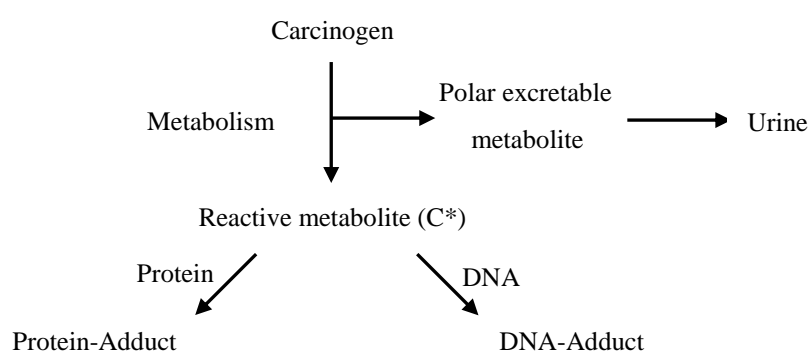 Carcinogen
Polar excretable
Metabolism
metabolite
Urine
Reactive metabolite (C*)
Protein
DNA
Protein-Adduct
DNA-Adduct